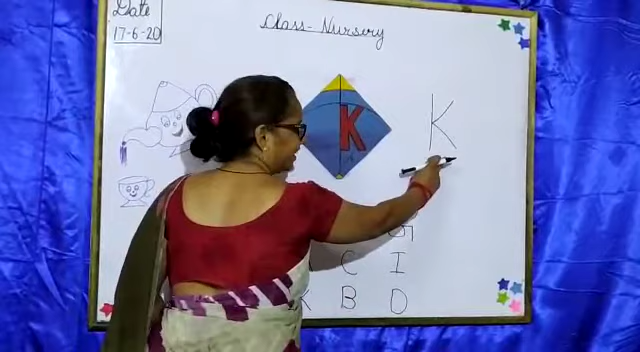 Date
17-6-20
Class- Nursery
K
K
G
C I
K B D